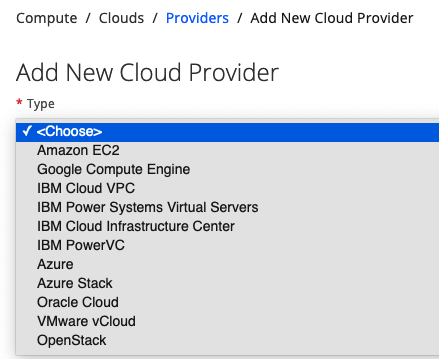 Compute / Clouds / Providers / Add New Cloud Provider
Add New Cloud Provider
* Type
✓ <Choose>
Amazon EC2
Google Compute Engine
IBM Cloud VPC
IBM Power Systems Virtual Servers
IBM Cloud Infrastructure Center
IBM PowerVC
Azure
Azure Stack
Oracle Cloud
VMware vCloud
OpenStack